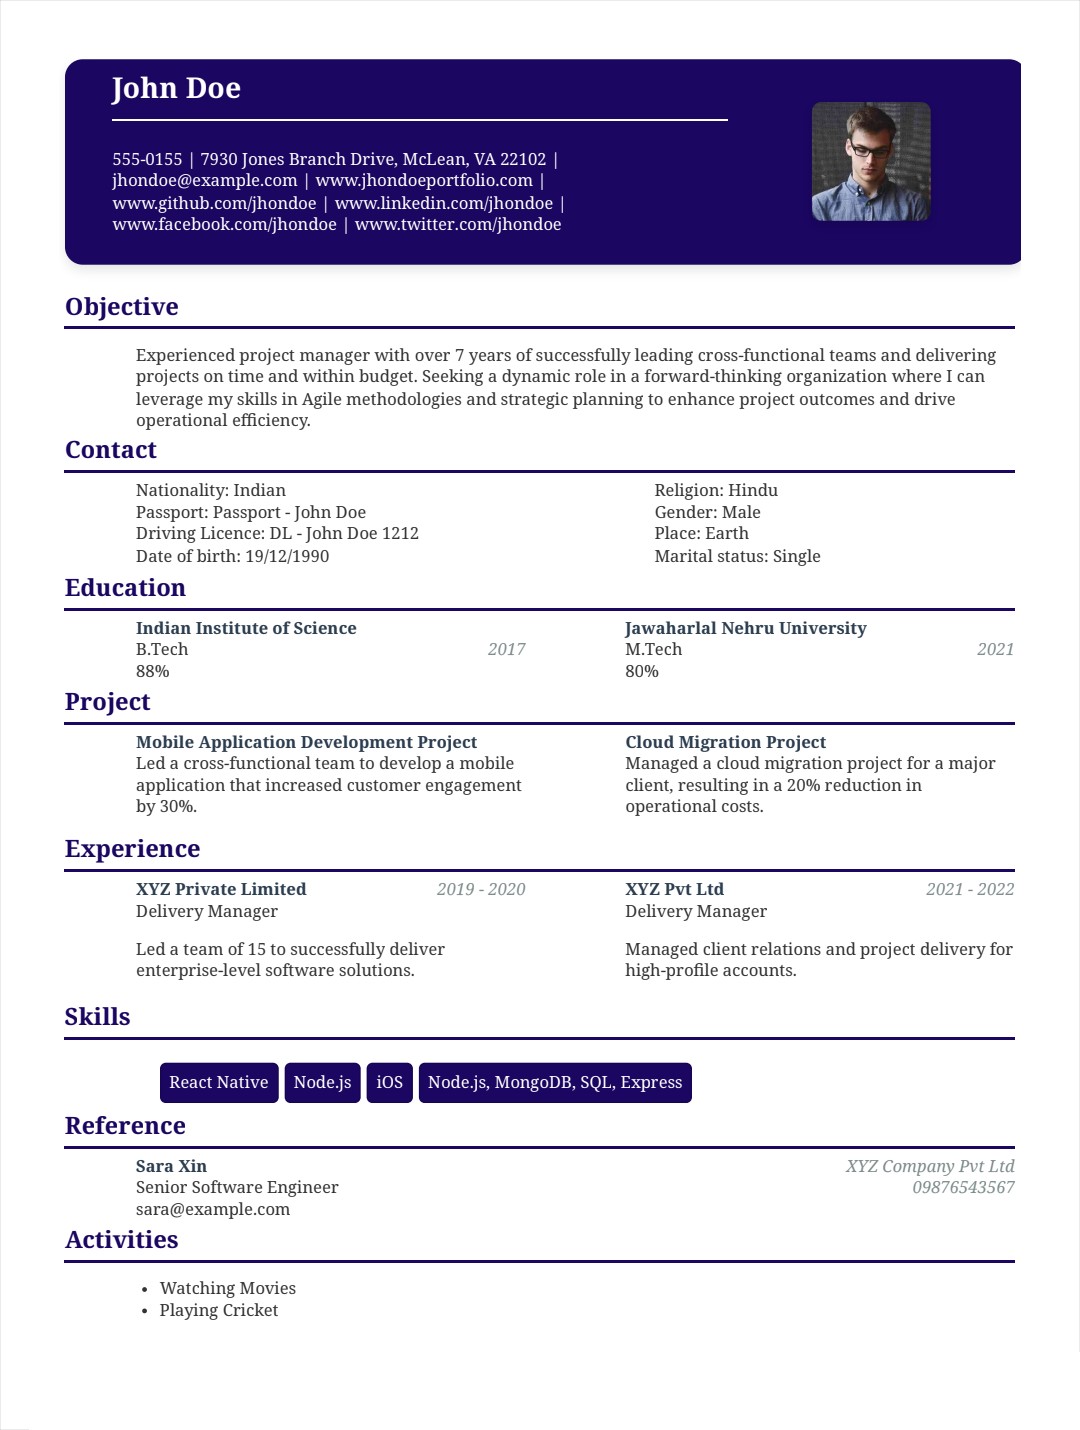 John Doe
555-0155 | 7930 Jones Branch Drive, McLean, VA 22102 |
jhondoe@example.com | www.jhondoeportfolio.com |
www.github.com/jhondoe | www.linkedin.com/jhondoe |
www.facebook.com/jhondoe | www.twitter.com/jhondoe
Objective
Experienced project manager with over 7 years of successfully leading cross-functional teams and delivering
projects on time and within budget. Seeking a dynamic role in a forward-thinking organization where I can
leverage my skills in Agile methodologies and strategic planning to enhance project outcomes and drive
operational efficiency.
Contact
Nationality: Indian
Passport: Passport - John Doe
Driving Licence: DL - John Doe 1212
Date of birth: 19/12/1990
Religion: Hindu
Gender: Male
Place: Earth
Marital status: Single
Education
Indian Institute of Science
B.Tech 2017
88%
Jawaharlal Nehru University
M.Tech 2021
80%
Project
Mobile Application Development Project
Led a cross-functional team to develop a mobile
application that increased customer engagement
by 30%.
Cloud Migration Project
Managed a cloud migration project for a major
client, resulting in a 20% reduction in
operational costs.
Experience
XYZ Private Limited 2019 - 2020
Delivery Manager
Led a team of 15 to successfully deliver
enterprise-level software solutions.
XYZ Pvt Ltd 2021 - 2022
Delivery Manager
Managed client relations and project delivery for
high-profile accounts.
Skills
React Native Node.js iOS Node.js, MongoDB, SQL, Express
Reference
Sara Xin XYZ Company Pvt Ltd
Senior Software Engineer 09876543567
sara@example.com
Activities
• Watching Movies
• Playing Cricket